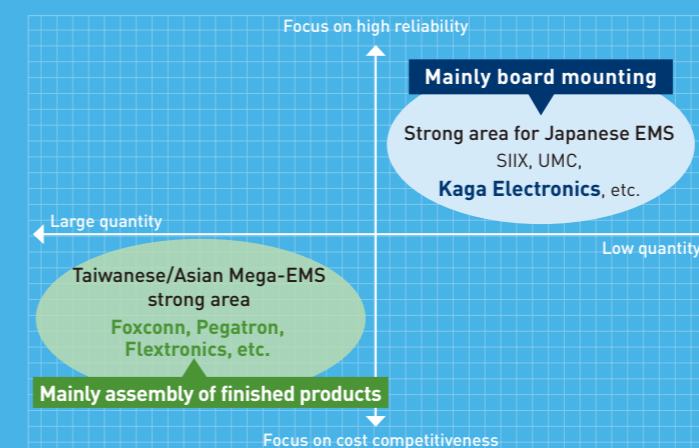 Focus on high reliability
Mainly board mounting
Strong area for Japanese EMS
SIIX, UMC,
Kaga Electronics, etc.
Large quantity
Low quantity
Taiwanese/Asian Mega-EMS
strong area
Foxconn, Pegatron,
Flextronics, etc.
Mainly assembly of finished products
Focus on cost competitiveness